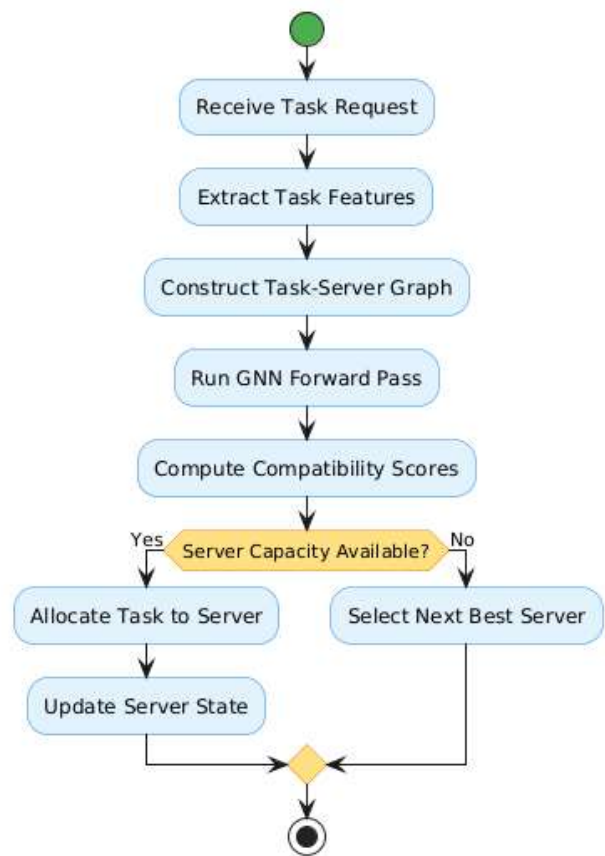 Receive Task Request
Extract Task Features
Construct Task-Server Graph
Run GNN Forward Pass
Compute Compatibility Scores
Yes
Server Capacity Available?
No
Allocate Task to Server
Select Next Best Server
Update Server State